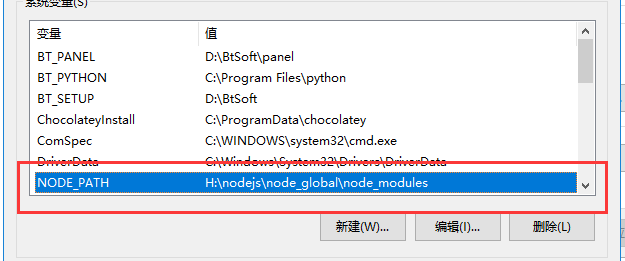 系统变量(S)
变量 值
BT_PANEL D:\BtSoft\panel
BT_PYTHON C:\Program Files\python
BT_SETUP D:\BtSoft
ChocolateyInstall C:\ProgramData\chocolatey
ComSpec C:\WINDOWS\system32\cmd.exe
DriverData C:\Windows\System32\Drivers\DriverData
NODE_PATH H:\nodejs\node_global\node_modules
新建(W)... 编辑(I)... 删除(L)